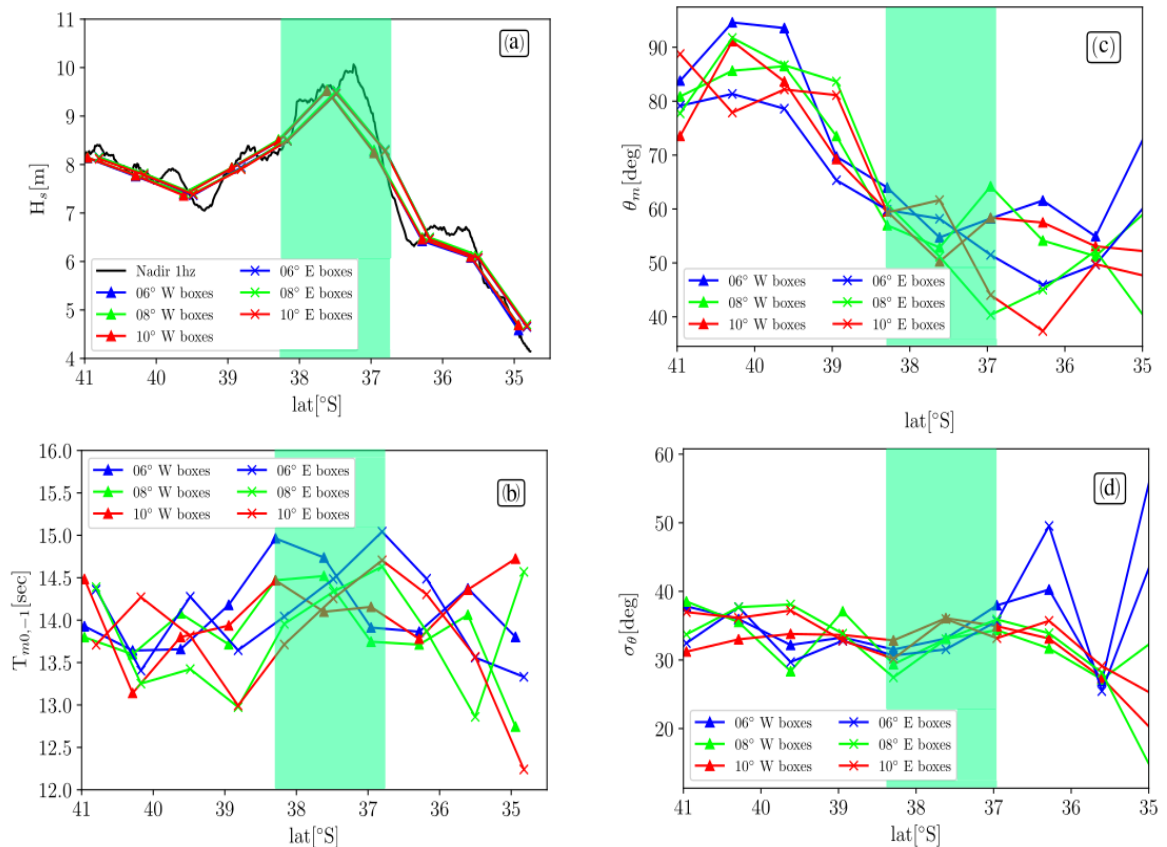 (a)
11
10
9
8
7
6
5
4
H_s[m]
Nadir 1hz
06° W boxes
08° W boxes
10° W boxes
06° E boxes
08° E boxes
10° E boxes
41 40 39 38 37 36 35
lat[°S]
(c)
90
80
70
60
50
40
θ_m[deg]
06° W boxes
08° W boxes
10° W boxes
06° E boxes
08° E boxes
10° E boxes
41 40 39 38 37 36 35
lat[°S]
(b)
16.0
15.5
15.0
14.5
14.0
13.5
13.0
12.5
12.0
T_{m0,−1}[sec]
06° W boxes
08° W boxes
10° W boxes
06° E boxes
08° E boxes
10° E boxes
41 40 39 38 37 36 35
lat[°S]
(d)
60
50
40
30
20
σ_θ[deg]
06° W boxes
08° W boxes
10° W boxes
06° E boxes
08° E boxes
10° E boxes
41 40 39 38 37 36 35
lat[°S]